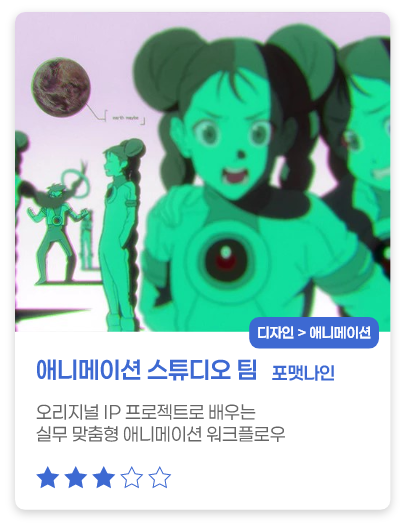 디자인 > 애니메이션
애니메이션 스튜디오 팀 포맷나인
오리지널 IP 프로젝트로 배우는
실무 맞춤형 애니메이션 워크플로우